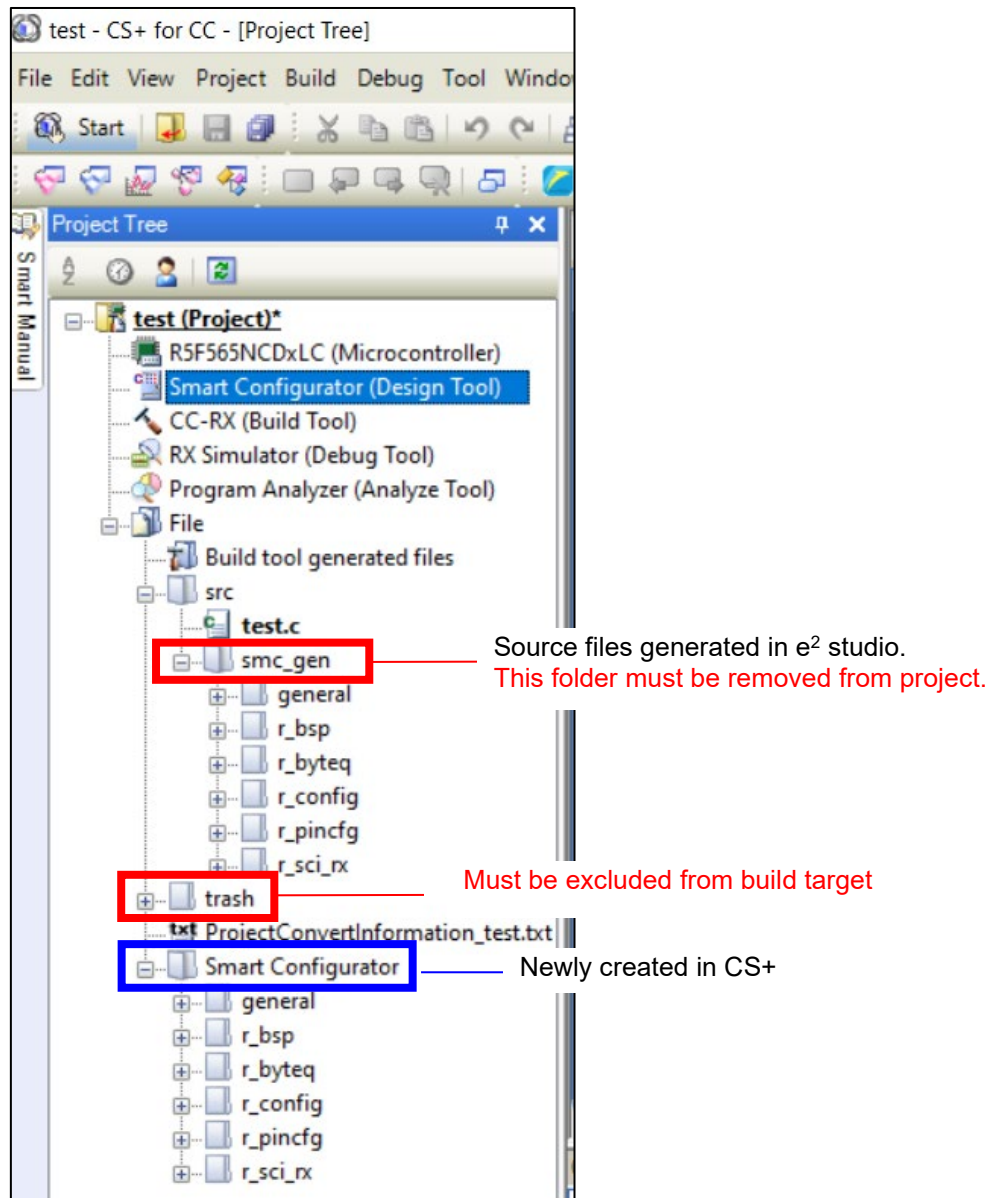 test - CS+ for CC - [Project Tree]
File Edit View Project Build Debug Tool Windo
Start
Project Tree
Smart Manual
test (Project)*
R5F565NCDxLC (Microcontroller)
Smart Configurator (Design Tool)
CC-RX (Build Tool)
RX Simulator (Debug Tool)
Program Analyzer (Analyze Tool)
File
Build tool generated files
src
test.c
smc_gen
Source files generated in e² studio.
This folder must be removed from project.
general
r_bsp
r_byteq
r_config
r_pincfg
r_sci_rx
trash
Must be excluded from build target
ProjectConvertInformation_test.txt
Smart Configurator
Newly created in CS+
general
r_bsp
r_byteq
r_config
r_pincfg
r_sci_rx